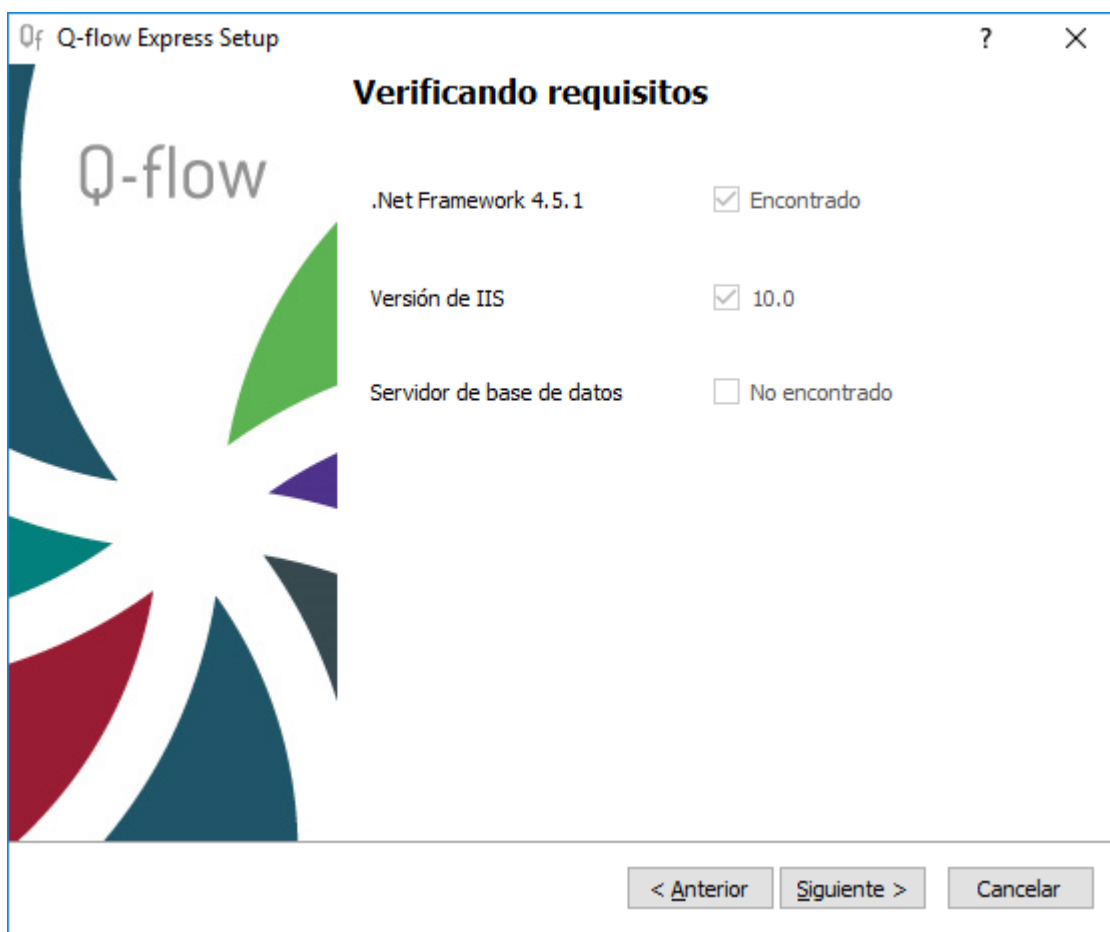 Qf Q-flow Express Setup ? ×
Q-flow
Verificando requisitos
.Net Framework 4.5.1 Encontrado
Versión de IIS 10.0
Servidor de base de datos No encontrado
< Anterior Siguiente > Cancelar